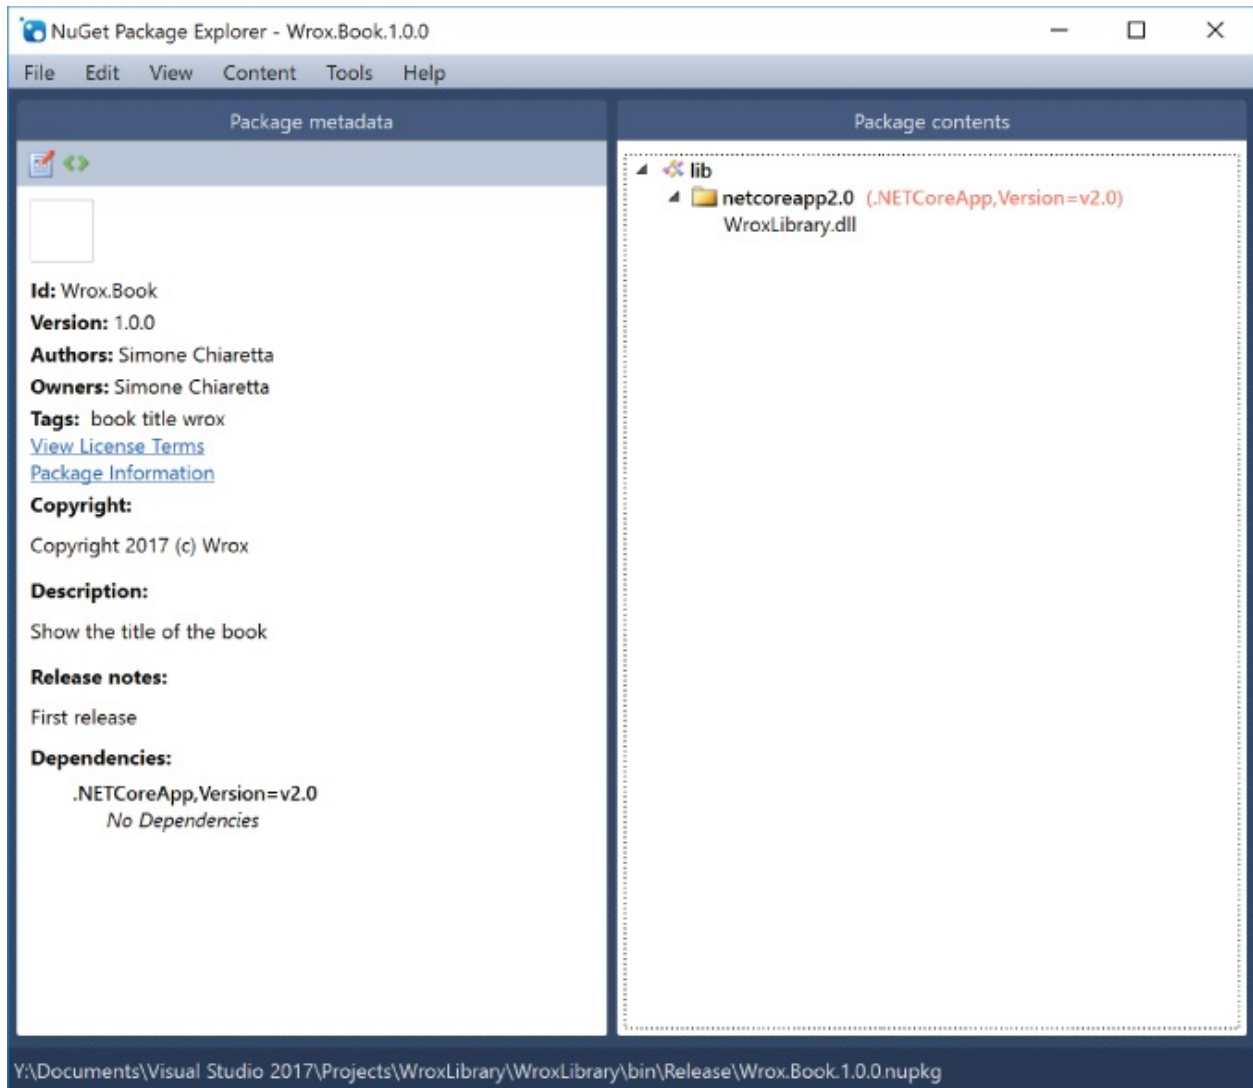 NuGet Package Explorer - Wrox.Book.1.0.0
File Edit View Content Tools Help
Package metadata
Id: Wrox.Book
Version: 1.0.0
Authors: Simone Chiaretta
Owners: Simone Chiaretta
Tags: book title wrox
View License Terms
Package Information
Copyright:
Copyright 2017 (c) Wrox
Description:
Show the title of the book
Release notes:
First release
Dependencies:
.NETCoreApp,Version=v2.0
No Dependencies
Package contents
lib
netcoreapp2.0 (.NETCoreApp,Version=v2.0)
WroxLibrary.dll
Y:\Documents\Visual Studio 2017\Projects\WroxLibrary\WroxLibrary\bin\Release\Wrox.Book.1.0.0.nupkg